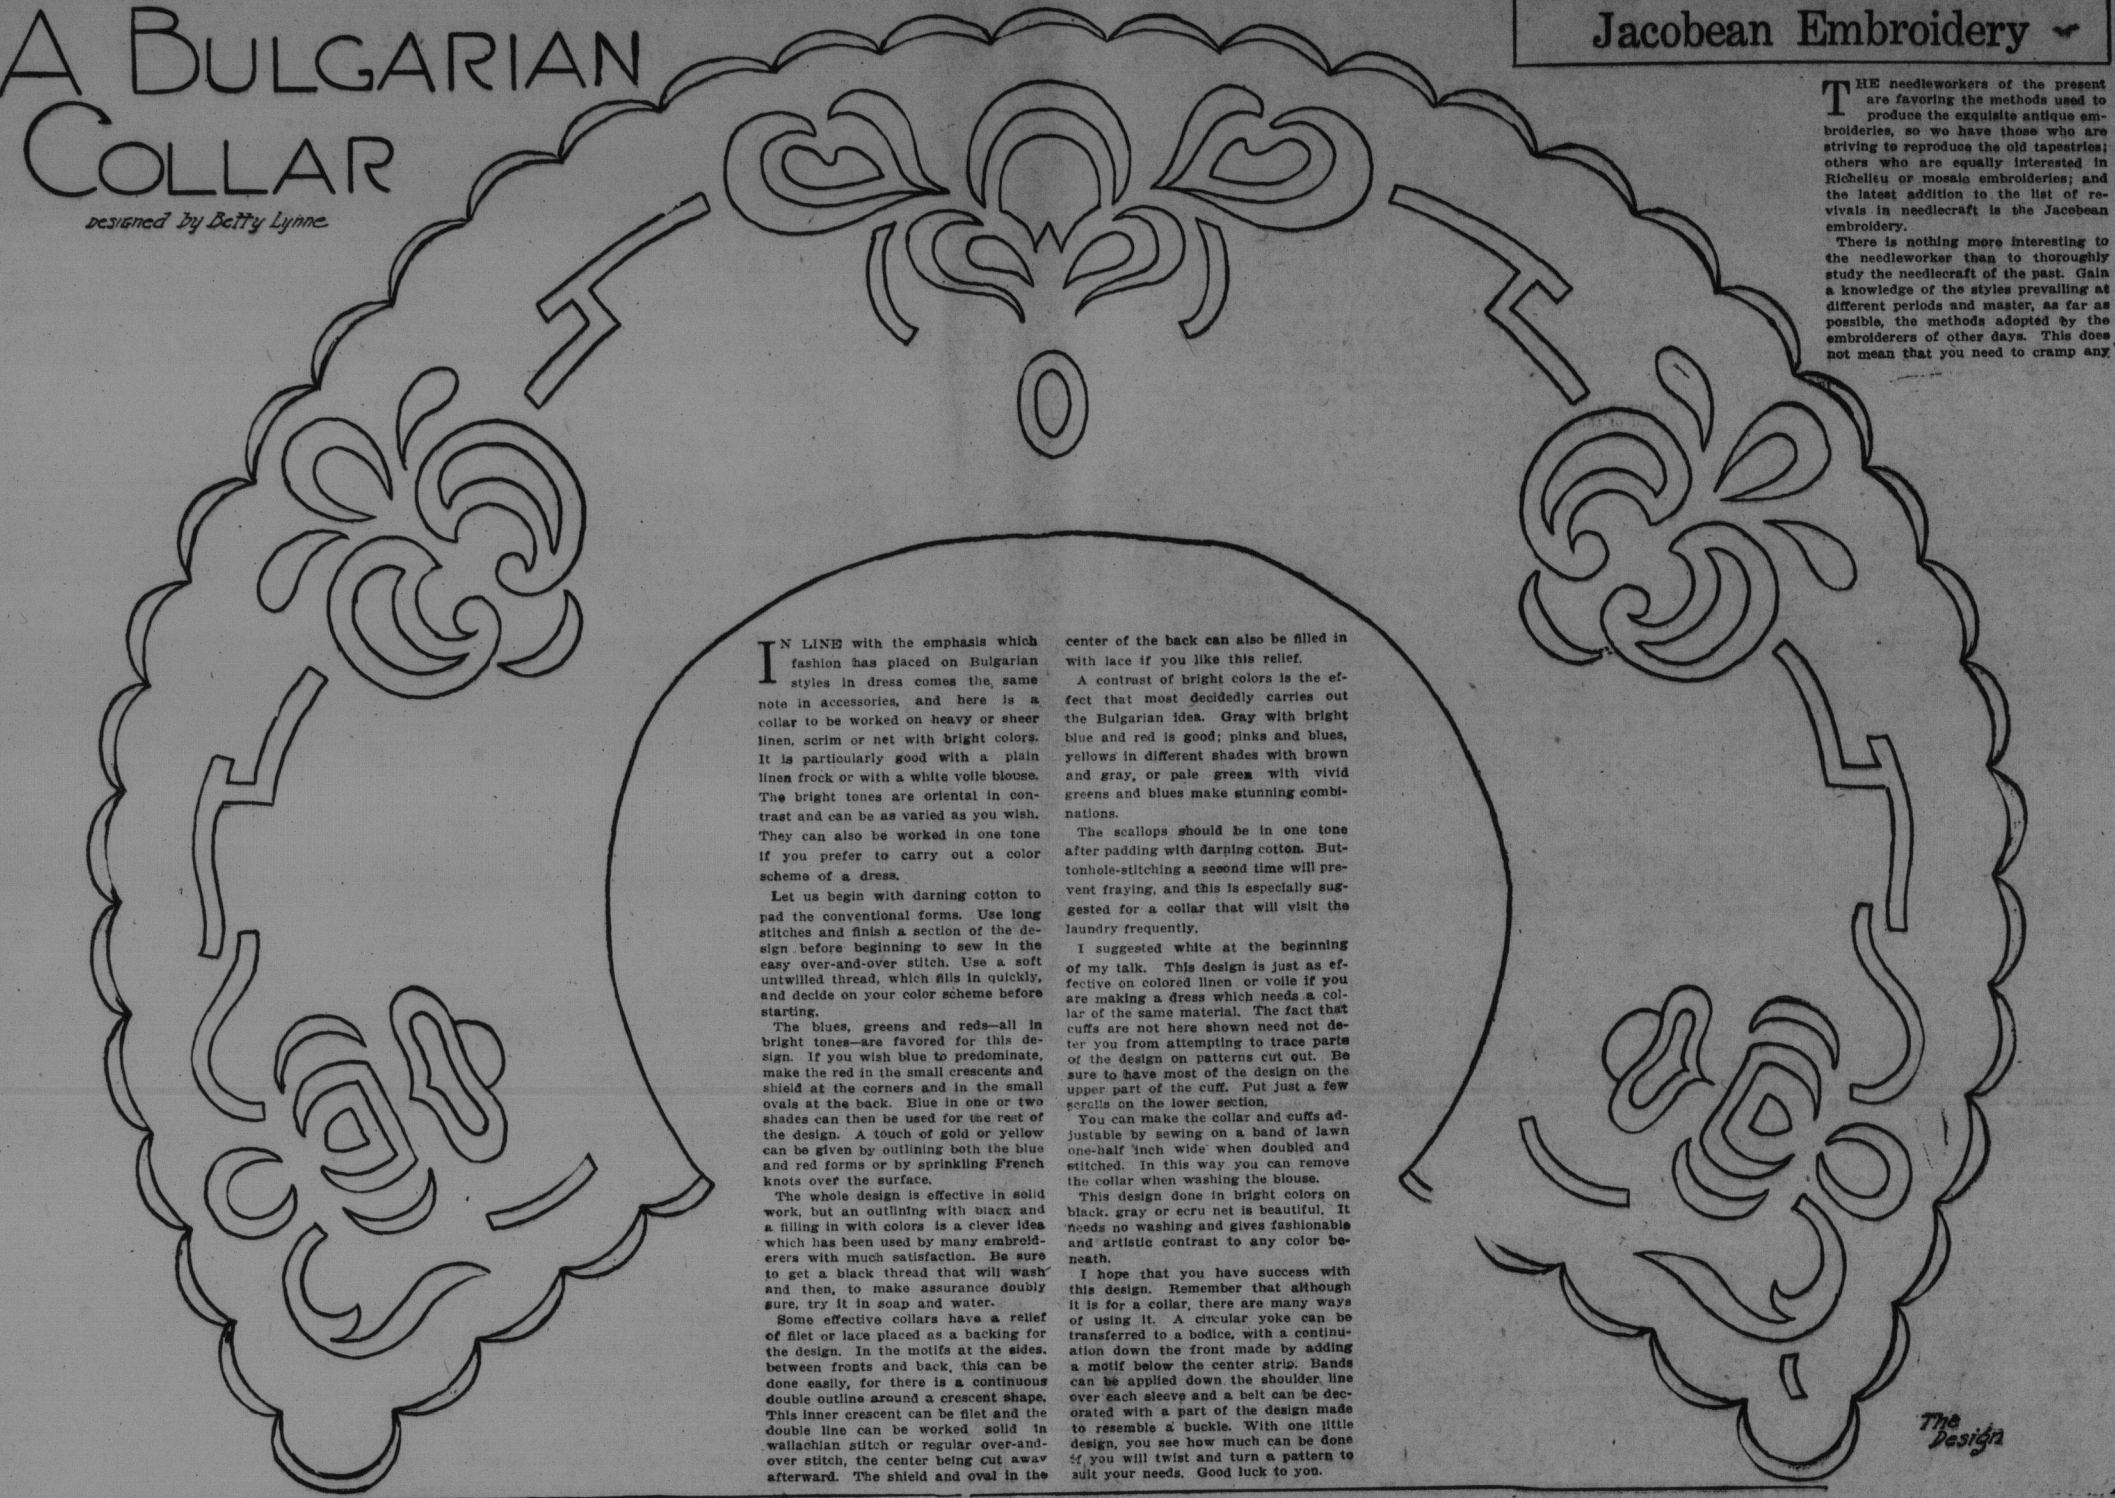 A BULGARIAN
COLLAR
DESIGNED by Betty Lynne
IN LINE with the emphasis which
fashion has placed on Bulgarian
styles in dress comes the same
note in accessories, and here is a
collar to be worked on heavy or sheer
linen, scrim or net with bright colors.
It is particularly good with a plain
linen frock or with a white voile blouse.
The bright tones are oriental in con-
trast and can be as varied as you wish.
They can also be worked in one tone
if you prefer to carry out a color
scheme of a dress.
Let us begin with darning cotton to
pad the conventional forms. Use long
stitches and finish a section of the de-
sign before beginning to sew in the
easy over-and-over stitch. Use a soft
untwilled thread, which fills in quickly,
and decide on your color scheme before
starting.
The blues, greens and reds—all in
bright tones—are favored for this de-
sign. If you wish blue to predominate,
make the red in the small crescents and
shield at the corners and in the small
ovals at the back. Blue in one or two
shades can then be used for the rest of
the design. A touch of gold or yellow
can be given by outlining both the blue
and red forms or by sprinkling French
knots over the surface.
The whole design is effective in solid
work, but an outlining with black and
a filling in with colors is a clever idea
which has been used by many embroid-
erers with much satisfaction. Be sure
to get a black thread that will wash
and then, to make assurance doubly
sure, try it in soap and water.
Some effective collars have a relief
of filet or lace placed as a backing for
the design. In the motifs at the sides,
between fronts and back, this can be
done easily, for there is a continuous
double outline around a crescent shape.
This inner crescent can be filet and the
double line can be worked solid in
wallachian stitch or regular over-and-
over stitch, the center being cut away
afterward. The shield and oval in the
center of the back can also be filled in
with lace if you like this relief.
A contrast of bright colors is the ef-
fect that most decidedly carries out
the Bulgarian idea. Gray with bright
blue and red is good; pinks and blues,
yellows in different shades with brown
and gray, or pale green with vivid
greens and blues make stunning combi-
nations.
The scallops should be in one tone
after padding with darning cotton. But-
tonhole-stitching a second time will pre-
vent fraying, and this is especially sug-
gested for a collar that will visit the
laundry frequently.
I suggested white at the beginning
of my talk. This design is just as ef-
fective on colored linen or voile if you
are making a dress which needs a col-
lar of the same material. The fact that
cuffs are not here shown need not de-
ter you from attempting to trace parts
of the design on patterns cut out. Be
sure to have most of the design on the
upper part of the cuff. Put just a few
scrolls on the lower section.
You can make the collar and cuffs ad-
justable by sewing on a band of lawn
one-half inch wide when doubled and
stitched. In this way you can remove
the collar when washing the blouse.
This design done in bright colors on
black, gray or ecru net is beautiful. It
needs no washing and gives fashionable
and artistic contrast to any color be-
neath.
I hope that you have success with
this design. Remember that although
it is for a collar, there are many ways
of using it. A circular yoke can be
transferred to a bodice, with a continu-
ation down the front made by adding
a motif below the center strip. Bands
can be applied down the shoulder line
over each sleeve and a belt can be dec-
orated with a part of the design made
to resemble a buckle. With one little
design, you see how much can be done
if you will twist and turn a pattern to
suit your needs. Good luck to you.
Jacobean Embroidery
THE needleworkers of the present
are favoring the methods used to
produce the exquisite antique em-
broideries, so we have those who are
striving to reproduce the old tapestries;
others who are equally interested in
Richelieu or mosaic embroideries; and
the latest addition to the list of re-
vivals in needlecraft is the Jacobean
embroidery.
There is nothing more interesting to
the needleworker than to thoroughly
study the needlecraft of the past. Gain
a knowledge of the styles prevailing at
different periods and master, as far as
possible, the methods adopted by the
embroiderers of other days. This does
not mean that you need to cramp any
The
Design